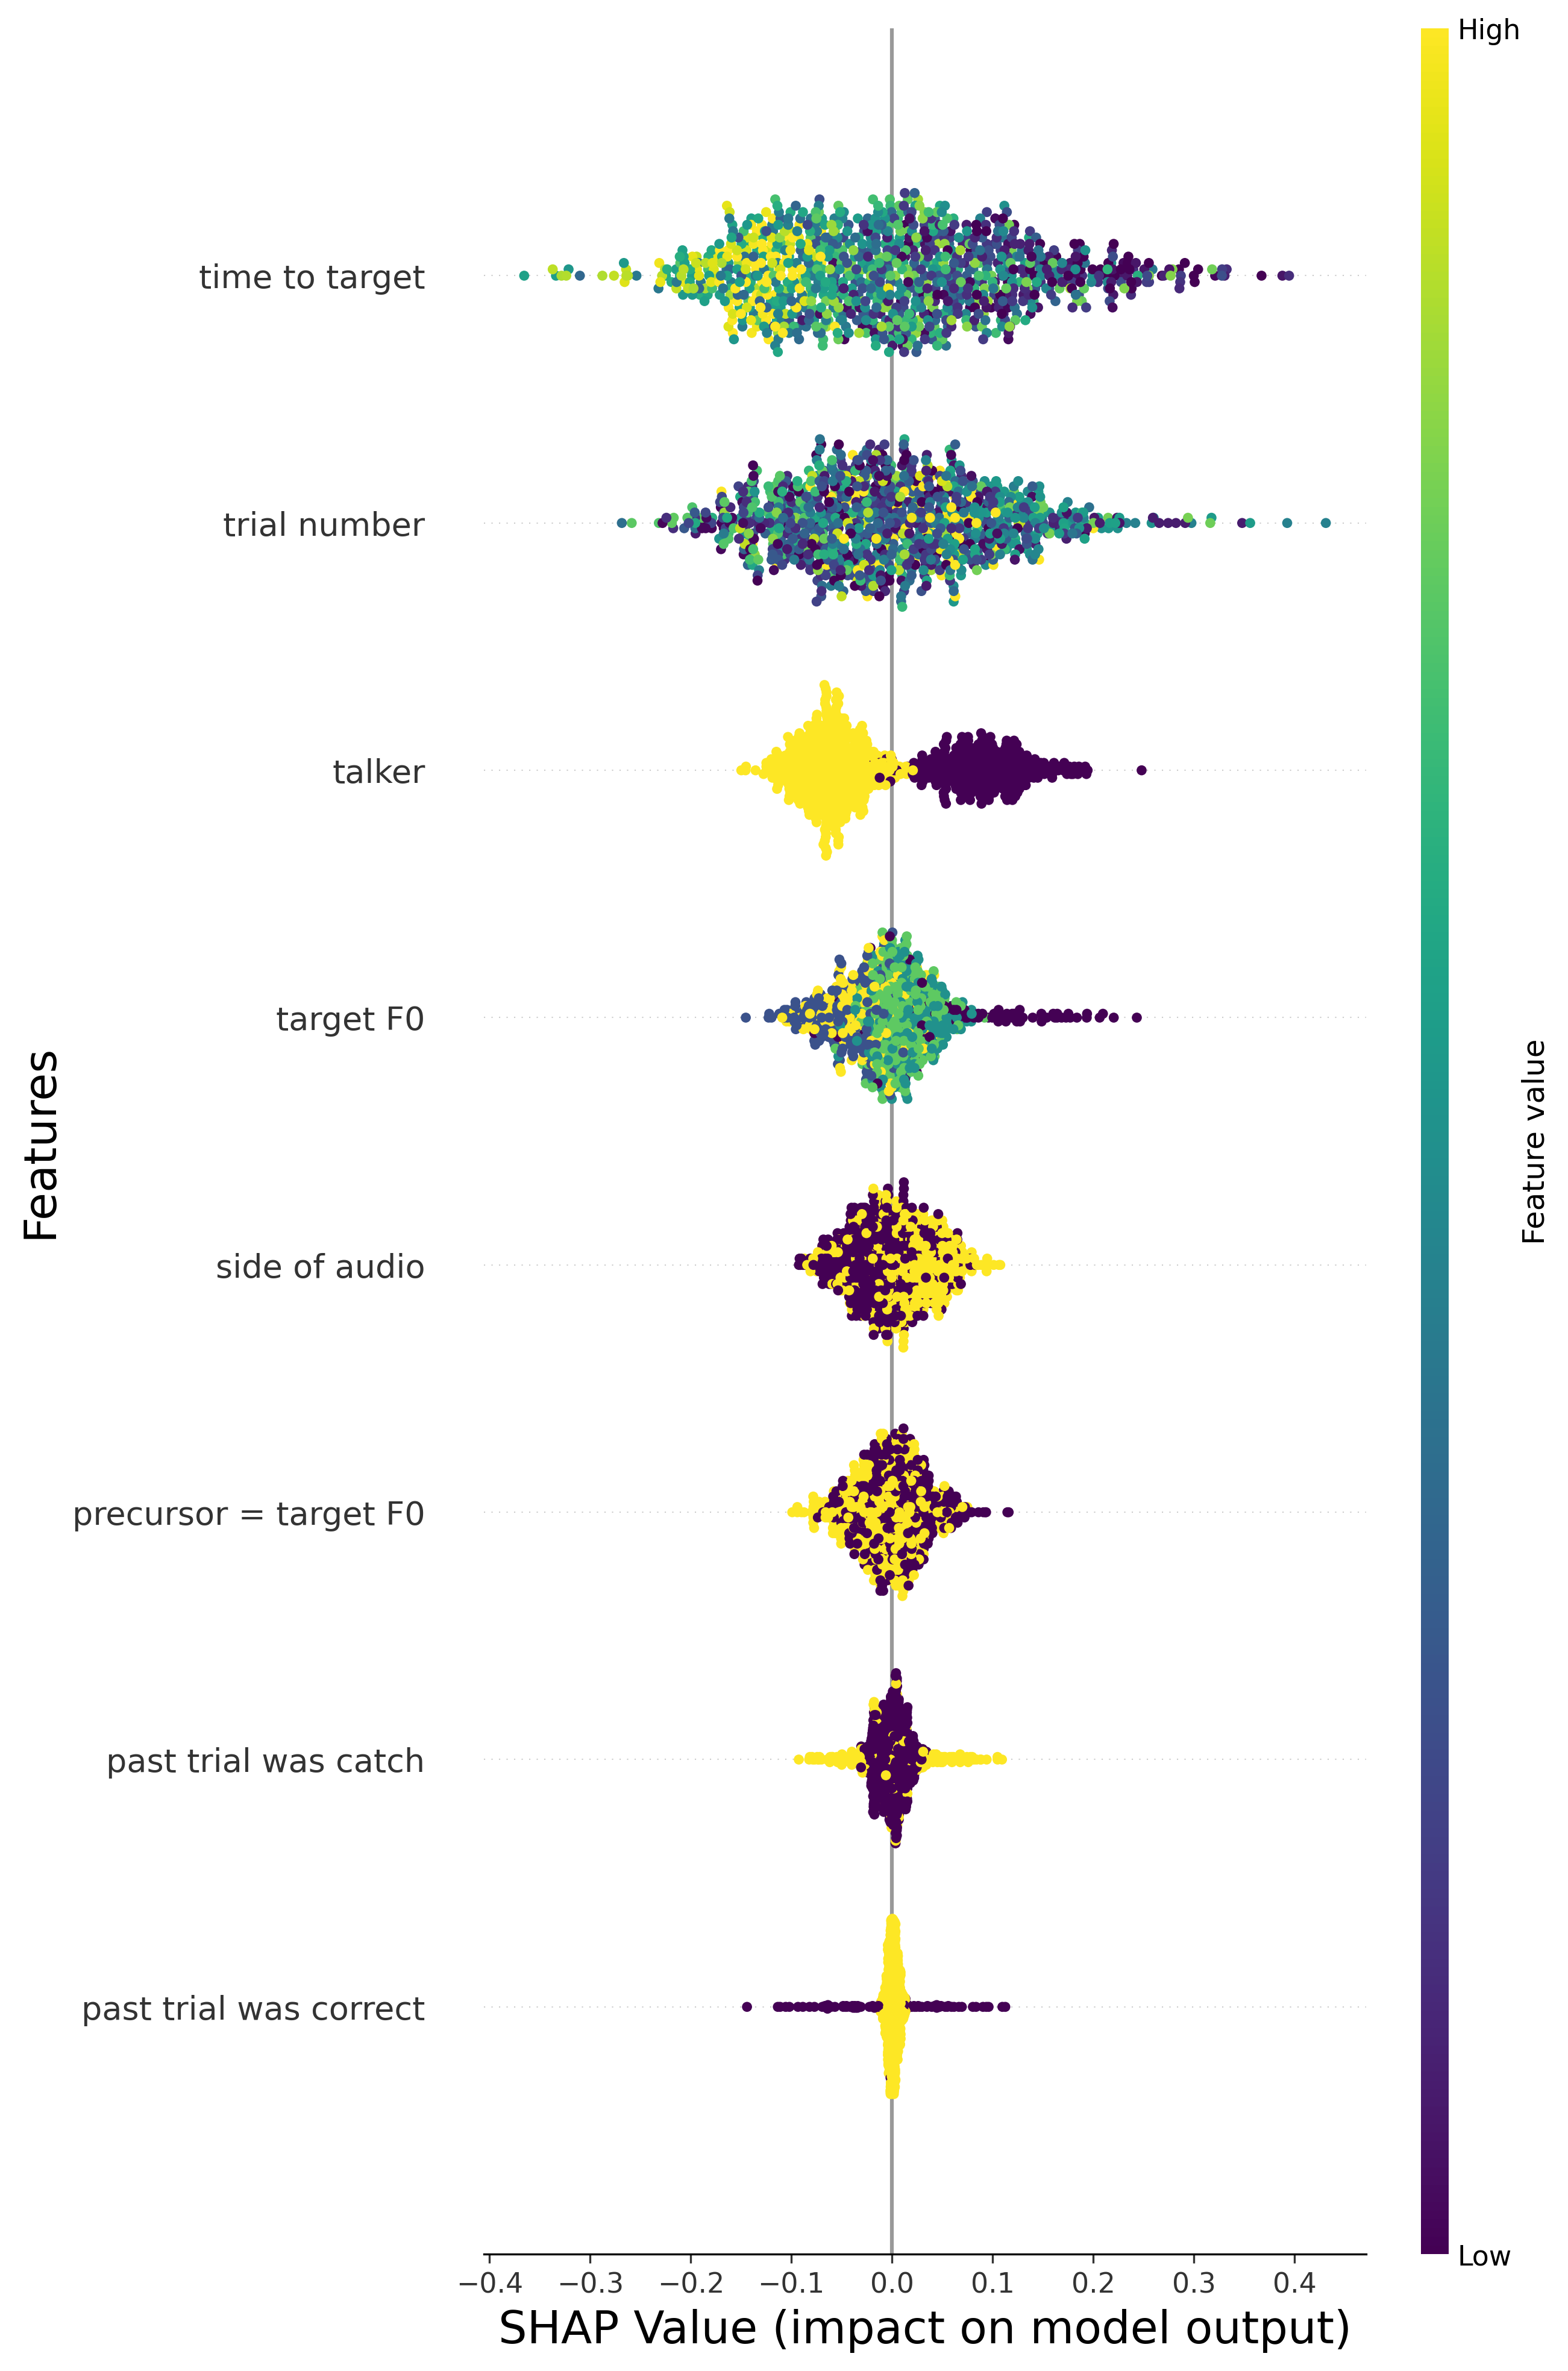 High
time to target
trial number
talker
target F0
Features
Feature value
side of audio
precursor = target F0
past trial was catch
past trial was correct
Low
−0.4 −0.3 −0.2 −0.1 0.0 0.1 0.2 0.3 0.4
SHAP Value (impact on model output)